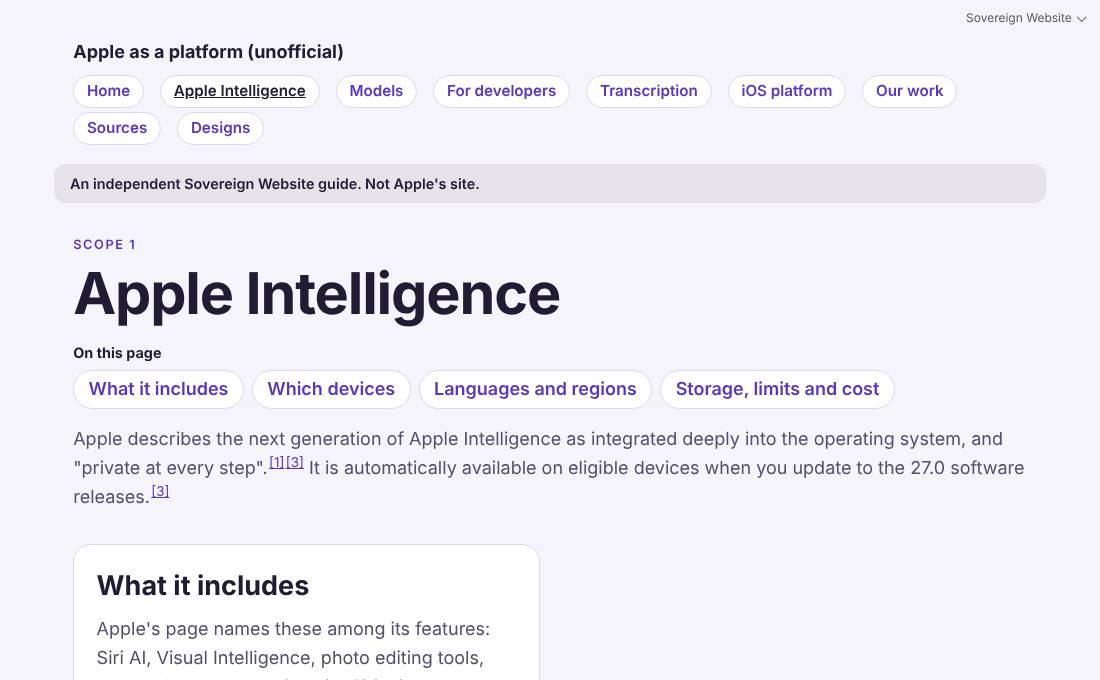 Sovereign Website
Apple as a platform (unofficial)
Home
Apple Intelligence
Models
For developers
Transcription
iOS platform
Our work
Sources
Designs
An independent Sovereign Website guide. Not Apple's site.
SCOPE 1
Apple Intelligence
On this page
What it includes
Which devices
Languages and regions
Storage, limits and cost
Apple describes the next generation of Apple Intelligence as integrated deeply into the operating system, and
"private at every step".[1][3] It is automatically available on eligible devices when you update to the 27.0 software
releases.[3]
What it includes
Apple's page names these among its features:
Siri AI, Visual Intelligence, photo editing tools,